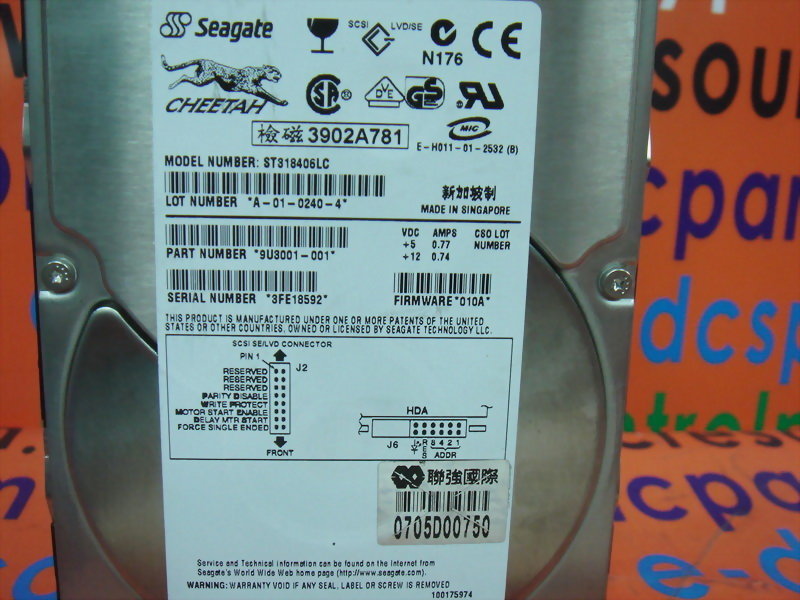 Seagate
SCSI LVD/SE
N176
CE
CHEETAH
檢磁 3902A781
MIC
E-H011-01-2532 (B)
MODEL NUMBER: ST318406LC
LOT NUMBER *A-01-0240-4*
新加坡制
MADE IN SINGAPORE
PART NUMBER *9U3001-001*
VDC AMPS CSO LOT
+5 0.77 NUMBER
+12 0.74
SERIAL NUMBER *3FE18592*
FIRMWARE*010A*
THIS PRODUCT IS MANUFACTURED UNDER ONE OR MORE PATENTS OF THE UNITED
STATES OR OTHER COUNTRIES. OWNED OR LICENSED BY SEAGATE TECHNOLOGY LLC.
SCSI SE/LVD CONNECTOR
PIN 1
J2
RESERVED
RESERVED
RESERVED
PARITY DISABLE
WRITE PROTECT
MOTOR START ENABLE
DELAY MTR START
FORCE SINGLE ENDED
FRONT
HDA
J6
RES 8 4 2 1
ADDR
聯強國際
0705D00750
Service and Technical information can be found on the Internet from
Seagate's World Wide Web home page (http://www.seagate.com).
WARNING: WARRANTY VOID IF ANY SEAL, LABEL OR SCREW IS REMOVED
100175974
sour
cpar
dcsp
trol
cpar
e-d